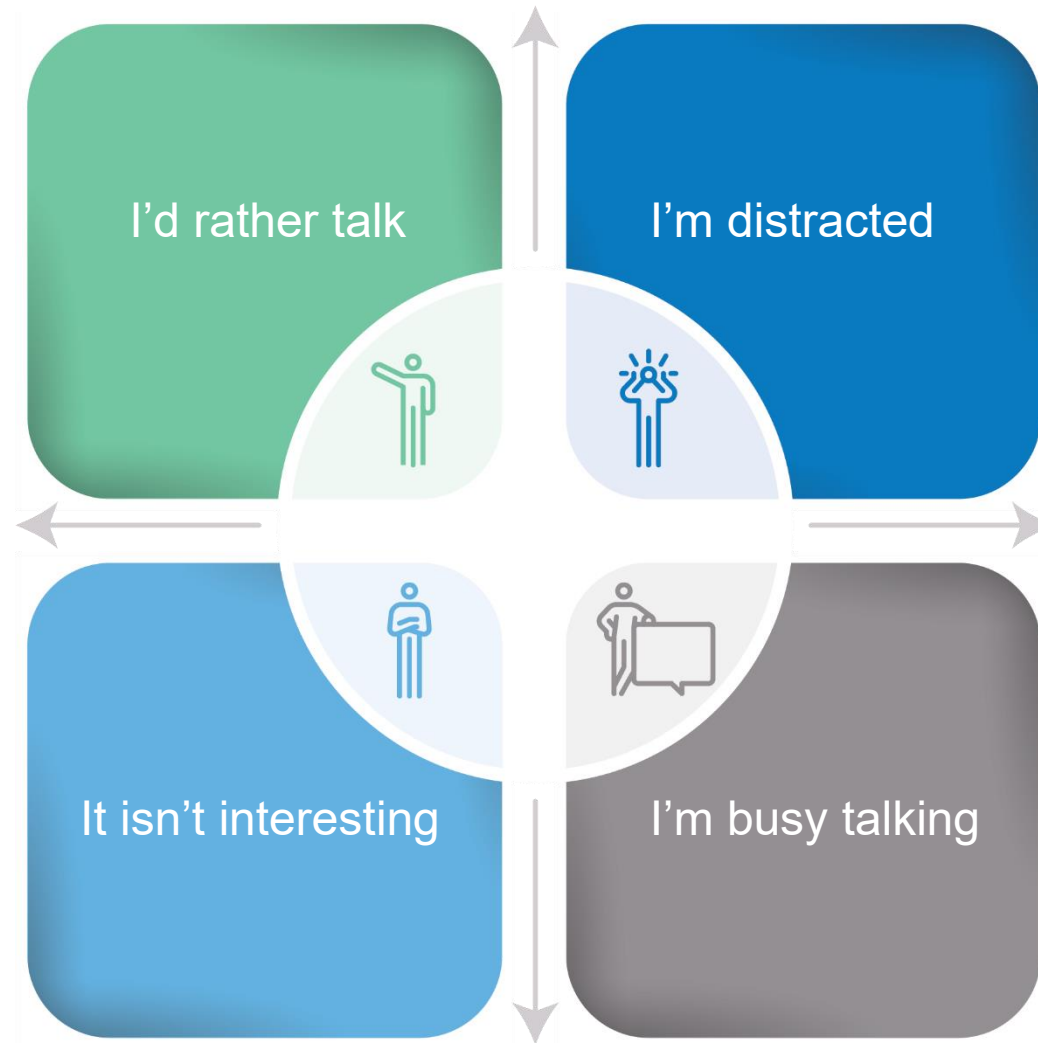 I’d rather talk
I’m distracted
It isn’t interesting
I’m busy talking